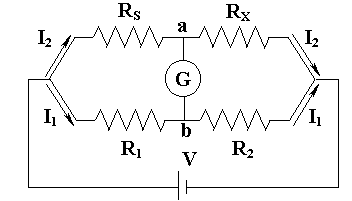 R_S a R_X
I_2 I_2
G
I_1 b I_1
R_1 V R_2